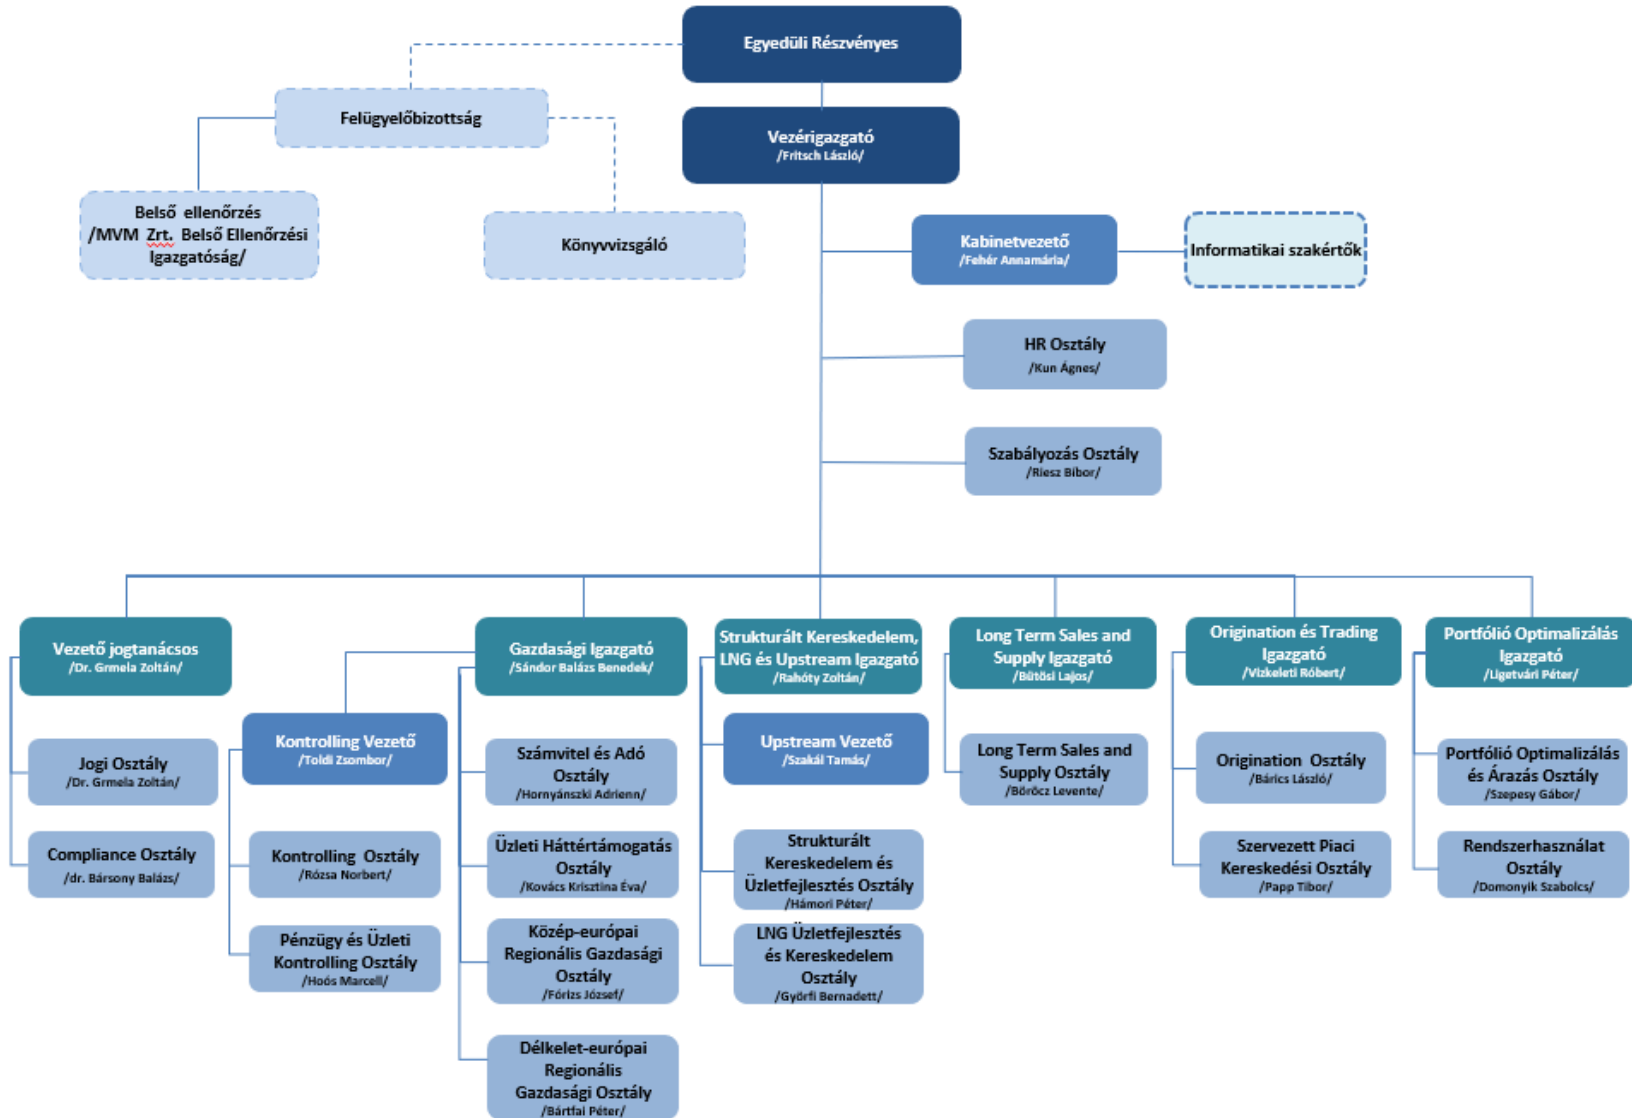 Egyedüli Részvényes
Felügyelőbizottság
Vezérigazgató
/Fritsch László/
Belső ellenőrzés
/MVM Zrt. Belső Ellenőrzési
Igazgatóság/
Könyvvizsgáló
Kabinetvezető
/Fehér Annamária/
Informatikai szakértők
HR Osztály
/Kun Ágnes/
Szabályozás Osztály
/Riesz Bíbor/
Vezető jogtanácsos
/Dr. Grmela Zoltán/
Jogi Osztály
/Dr. Grmela Zoltán/
Compliance Osztály
/dr. Bársony Balázs/
Gazdasági Igazgató
/Sándor Balázs Benedek/
Kontrolling Vezető
/Toldi Zsombor/
Kontrolling Osztály
/Rózsa Norbert/
Pénzügy és Üzleti
Kontrolling Osztály
/Hoós Marcell/
Számvitel és Adó
Osztály
/Hornyánszki Adrienn/
Üzleti Háttértámogatás
Osztály
/Kovács Krisztina Éva/
Közép-európai
Regionális Gazdasági
Osztály
/Fórizs József/
Délkelet-európai
Regionális
Gazdasági Osztály
/Bártfai Péter/
Strukturált Kereskedelem,
LNG és Upstream Igazgató
/Rahóty Zoltán/
Upstream Vezető
/Szakál Tamás/
Strukturált
Kereskedelem és
Üzletfejlesztés Osztály
/Hámori Péter/
LNG Üzletfejlesztés
és Kereskedelem
Osztály
/Győrfi Bernadett/
Long Term Sales and
Supply Igazgató
/Bütösi Lajos/
Long Term Sales and
Supply Osztály
/Böröcz Levente/
Origination és Trading
Igazgató
/Vizkeleti Róbert/
Origination Osztály
/Bárics László/
Szervezett Piaci
Kereskedési Osztály
/Papp Tibor/
Portfólió Optimalizálás
Igazgató
/Ligetvári Péter/
Portfólió Optimalizálás
és Árazás Osztály
/Szepesy Gábor/
Rendszerhasználat
Osztály
/Domonyik Szabolcs/